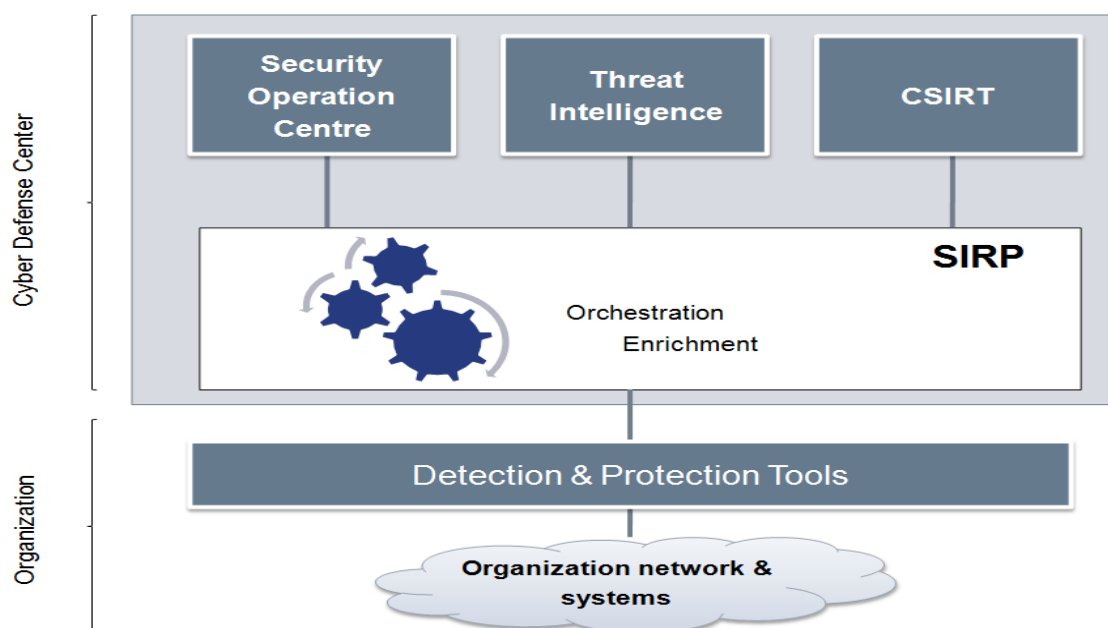 Cyber Defense Center
Security
Operation
Centre
Threat
Intelligence
CSIRT
SIRP
Orchestration
Enrichment
Organization
Detection & Protection Tools
Organization network &
systems